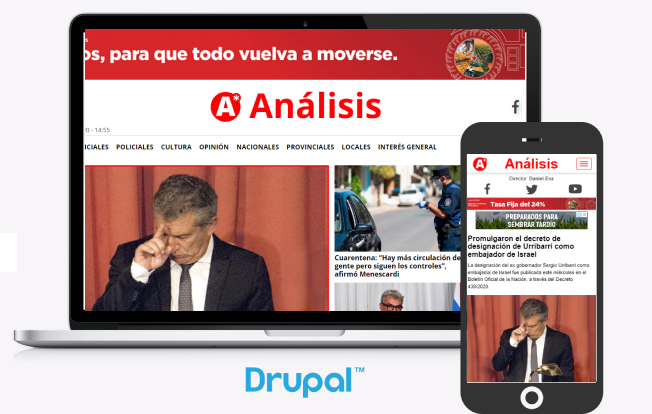 os, para que todo vuelva a moverse.
A* Análisis
0 - 14:55
ICIALES POLICIALES CULTURA OPINIÓN NACIONALES PROVINCIALES LOCALES INTERÉS GENERAL
Cuarentena: “Hay más circulación de
gente pero siguen los controles”,
afirmó Menescardi
A* Análisis
Director: Daniel Enz
Tasa Fija del 24%
PREPARADOS PARA
SEMBRAR TARDÍO
Promulgaron el decreto de
designación de Urribarri como
embajador de Israel
La designación del ex gobernador Sergio Urribarri como
embajador de Israel fue publicada este miércoles en el
Boletín Oficial de la Nación, a través del Decreto
438/2020.
Drupal™